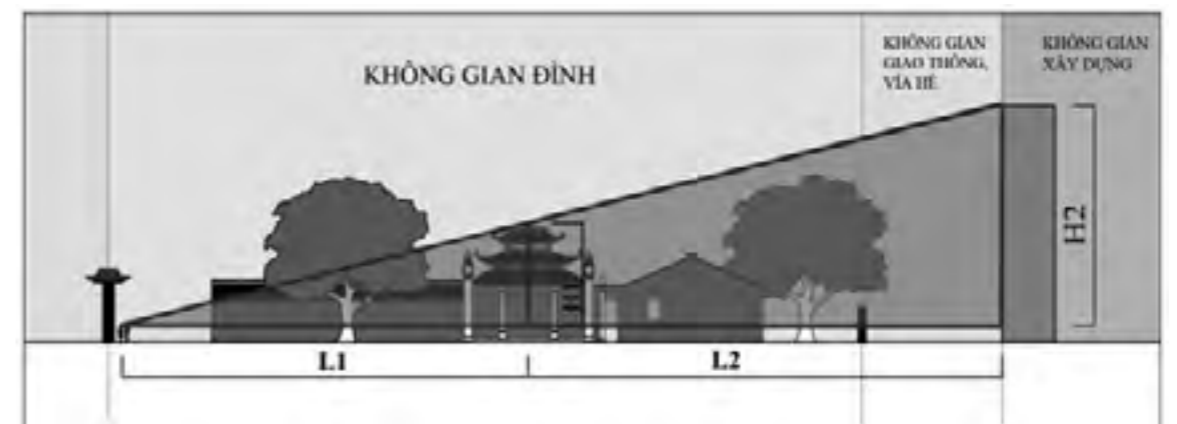 KHÔNG GIAN ĐÌNH
KHÔNG GIAN
GIAO THÔNG,
VỈA HÈ
KHÔNG GIAN
XÂY DỰNG
H2
L1
L2